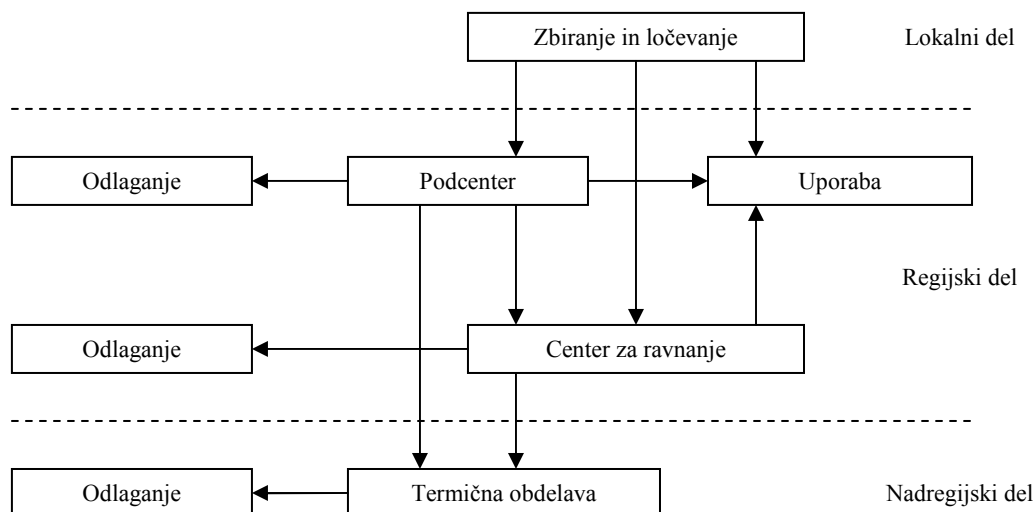 Zbiranje in ločevanje
Lokalni del
Odlaganje
Podcenter
Uporaba
Regijski del
Odlaganje
Center za ravnanje
Odlaganje
Termična obdelava
Nadregijski del